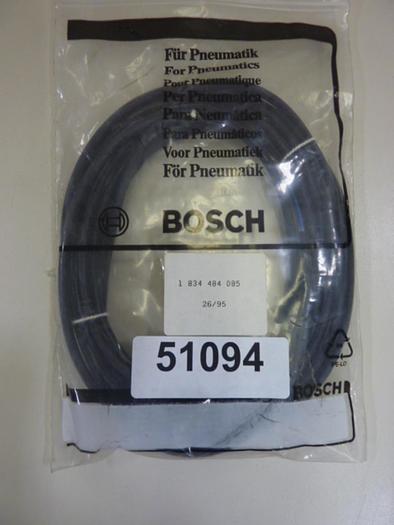 Für Pneumatik
For Pneumatics
Pour Pneumatique
Per Pneumatica
Para Neumática
Para Pneumáticos
Voor Pneumatiek
För Pneumatik
BOSCH
1 834 484 085
26/95
51094
PE-LD
BOSCH